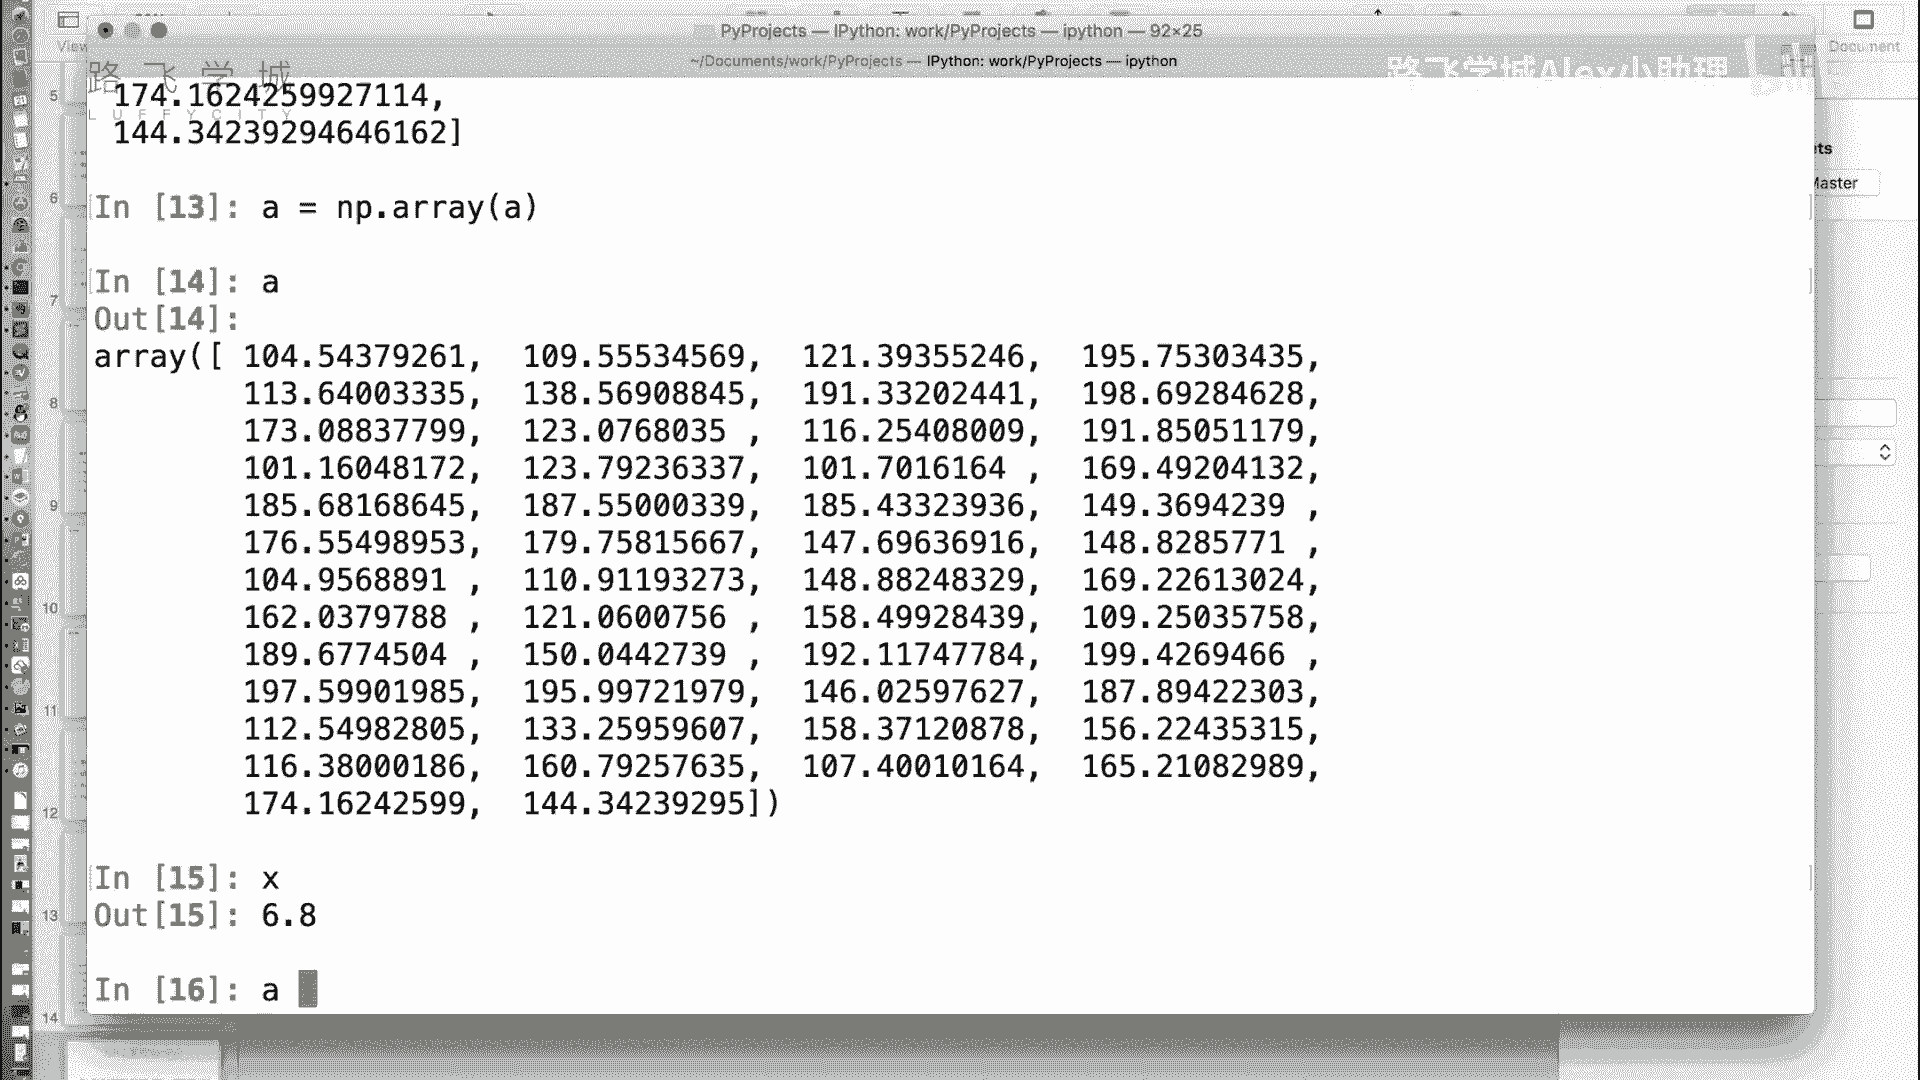 PyProjects — IPython: work/PyProjects — ipython — 92×25
~/Documents/work/PyProjects — IPython: work/PyProjects — ipython
View
Document
路飞学城
LUFFYCITY
路飞学城Alex小助理
174.1624259927114,
144.34239294646162]
In [13]: a = np.array(a)
In [14]: a
Out[14]:
array([ 104.54379261, 109.55534569, 121.39355246, 195.75303435,
113.64003335, 138.56908845, 191.33202441, 198.69284628,
173.08837799, 123.0768035 , 116.25408009, 191.85051179,
101.16048172, 123.79236337, 101.7016164 , 169.49204132,
185.68168645, 187.55000339, 185.43323936, 149.3694239 ,
176.55498953, 179.75815667, 147.69636916, 148.8285771 ,
104.9568891 , 110.91193273, 148.88248329, 169.22613024,
162.0379788 , 121.0600756 , 158.49928439, 109.25035758,
189.6774504 , 150.0442739 , 192.11747784, 199.4269466 ,
197.59901985, 195.99721979, 146.02597627, 187.89422303,
112.54982805, 133.25959607, 158.37120878, 156.22435315,
116.38000186, 160.79257635, 107.40010164, 165.21082989,
174.16242599, 144.34239295])
In [15]: x
Out[15]: 6.8
In [16]: a
5
6
7
8
9
10
11
12
13
14